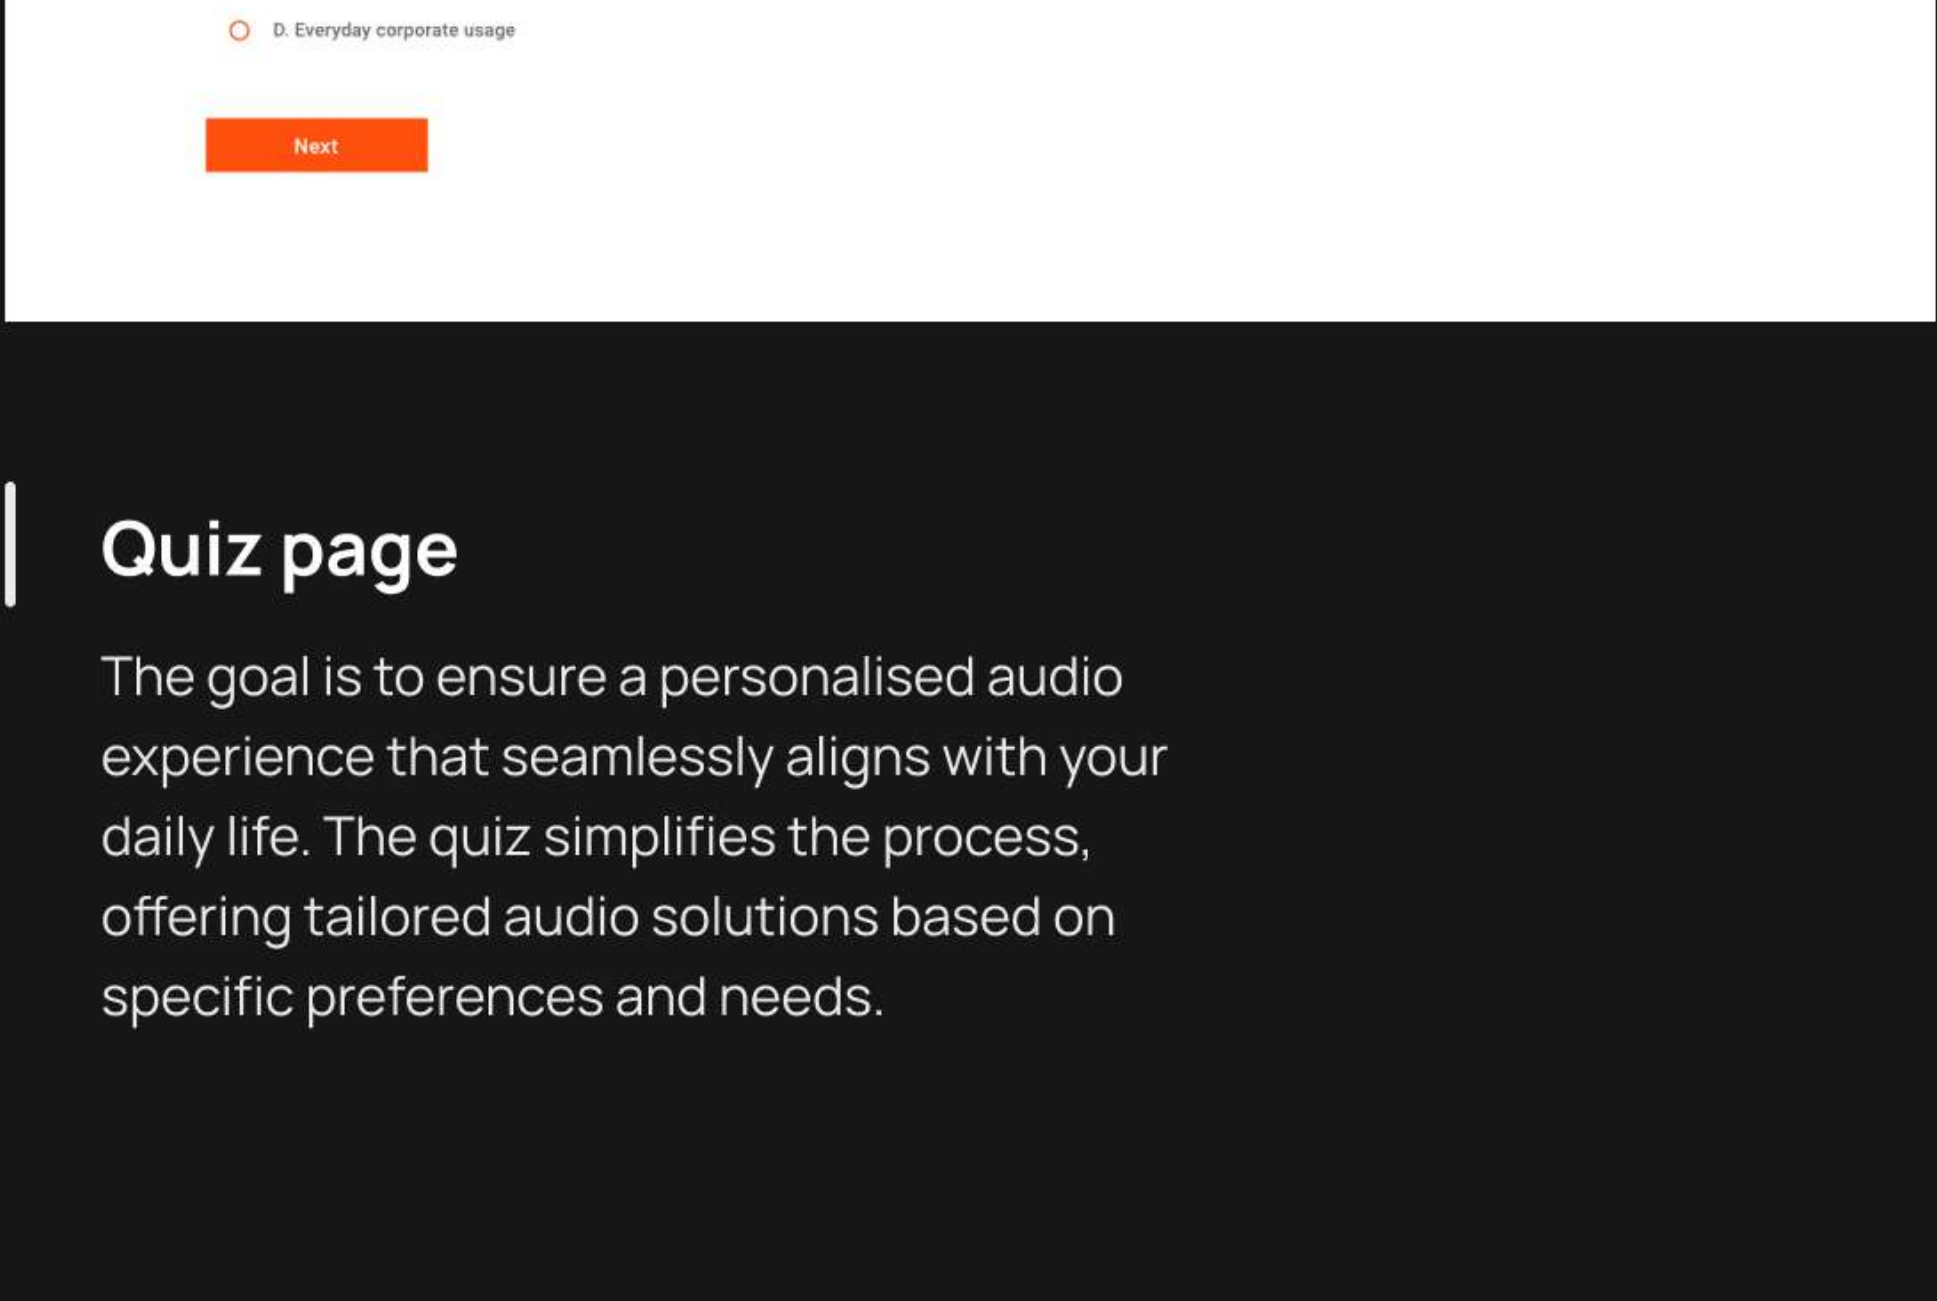 D. Everyday corporate usage
Next
Quiz page
The goal is to ensure a personalised audio
experience that seamlessly aligns with your
daily life. The quiz simplifies the process,
offering tailored audio solutions based on
specific preferences and needs.